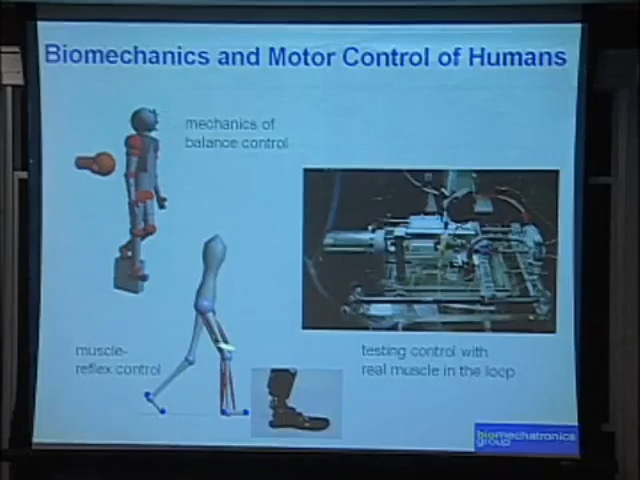 Biomechanics and Motor Control of Humans
mechanics of
balance control
muscle-
reflex control
testing control with
real muscle in the loop
biomechatronics
group